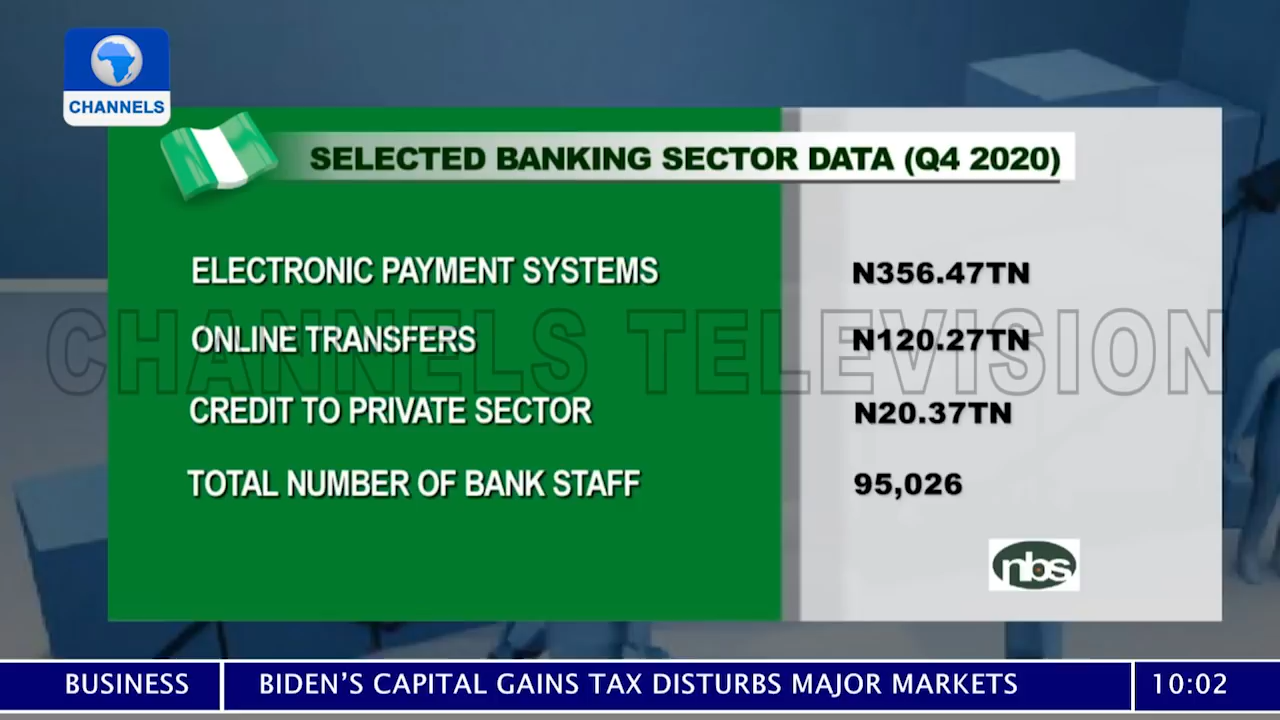 CHANNELS
SELECTED BANKING SECTOR DATA (Q4 2020)
ELECTRONIC PAYMENT SYSTEMS N356.47TN
ONLINE TRANSFERS N120.27TN
CHANNELS TELEVISION
CREDIT TO PRIVATE SECTOR N20.37TN
TOTAL NUMBER OF BANK STAFF 95,026
nbs
BUSINESS BIDEN'S CAPITAL GAINS TAX DISTURBS MAJOR MARKETS 10:02